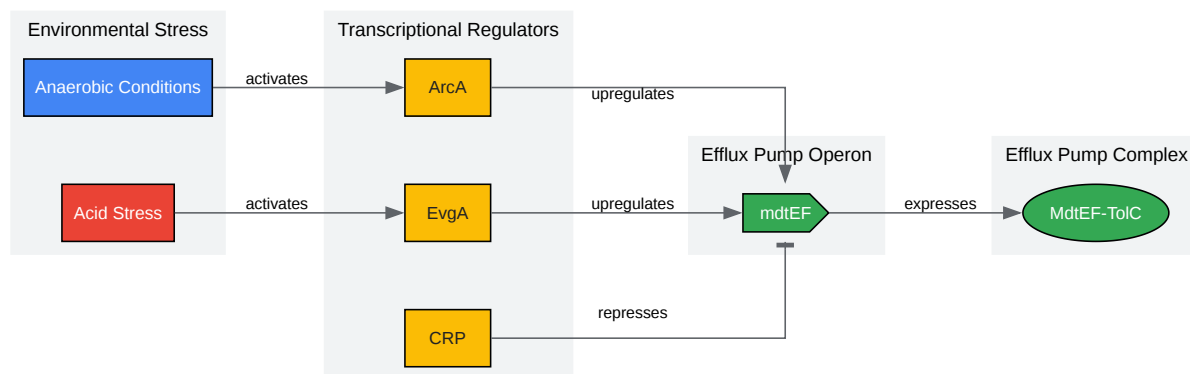 Environmental Stress
Transcriptional Regulators
Anaerobic Conditions
activates
ArcA
upregulates
Efflux Pump Operon
Efflux Pump Complex
Acid Stress
activates
EvgA
upregulates
mdtEF
expresses
MdtEF-TolC
represses
CRP